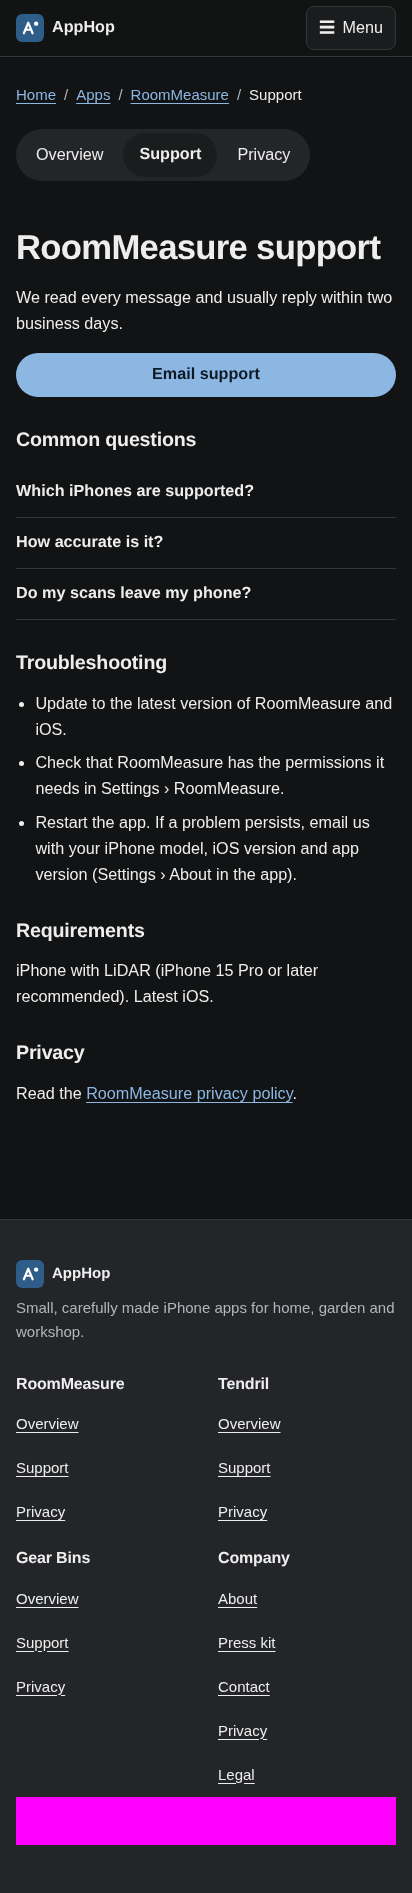 AppHop
☰ Menu
Home / Apps / RoomMeasure / Support
Overview Support Privacy
RoomMeasure support
We read every message and usually reply within two
business days.
Email support
Common questions
Which iPhones are supported?
How accurate is it?
Do my scans leave my phone?
Troubleshooting
• Update to the latest version of RoomMeasure and
iOS.
• Check that RoomMeasure has the permissions it
needs in Settings › RoomMeasure.
• Restart the app. If a problem persists, email us
with your iPhone model, iOS version and app
version (Settings › About in the app).
Requirements
iPhone with LiDAR (iPhone 15 Pro or later
recommended). Latest iOS.
Privacy
Read the RoomMeasure privacy policy.
AppHop
Small, carefully made iPhone apps for home, garden and
workshop.
RoomMeasure
Overview
Support
Privacy
Tendril
Overview
Support
Privacy
Gear Bins
Overview
Support
Privacy
Company
About
Press kit
Contact
Privacy
Legal